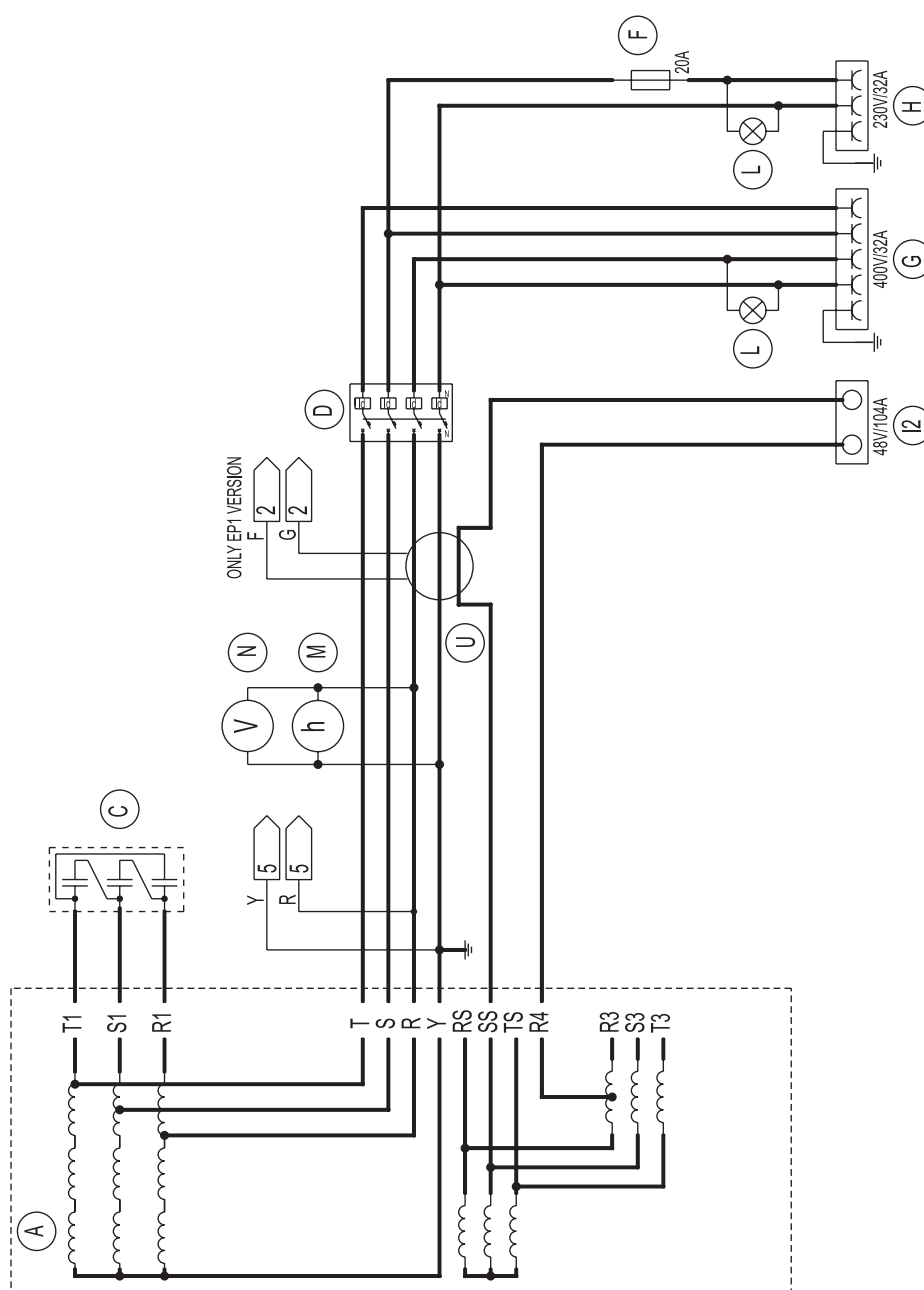 A
T1
S1
R1
T
S
R
Y
RS
SS
TS
R4
R3
S3
T3
C
Y
5
R
5
V
N
h
M
U
ONLY EP1 VERSION
F
2
G
2
D
N
N
F
20A
L
230V/32A
H
L
400V/32A
G
48V/104A
I2